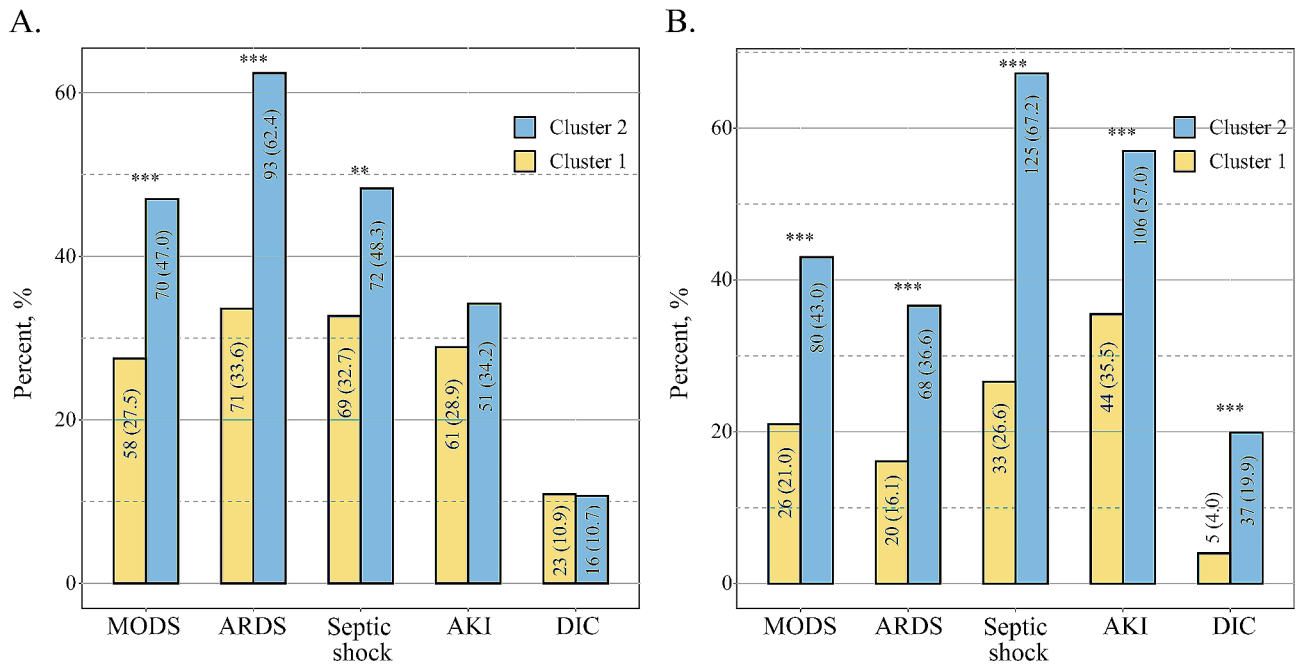 A.
Percent, %
60
40
20
0
***
***
**
58 (27.5)
70 (47.0)
71 (33.6)
93 (62.4)
69 (32.7)
72 (48.3)
61 (28.9)
51 (34.2)
23 (10.9)
16 (10.7)
Cluster 2
Cluster 1
MODS
ARDS
Septic
shock
AKI
DIC
B.
Percent, %
60
40
20
0
***
***
***
***
***
26 (21.0)
80 (43.0)
20 (16.1)
68 (36.6)
33 (26.6)
125 (67.2)
44 (35.5)
106 (57.0)
5 (4.0)
37 (19.9)
Cluster 2
Cluster 1
MODS
ARDS
Septic
shock
AKI
DIC